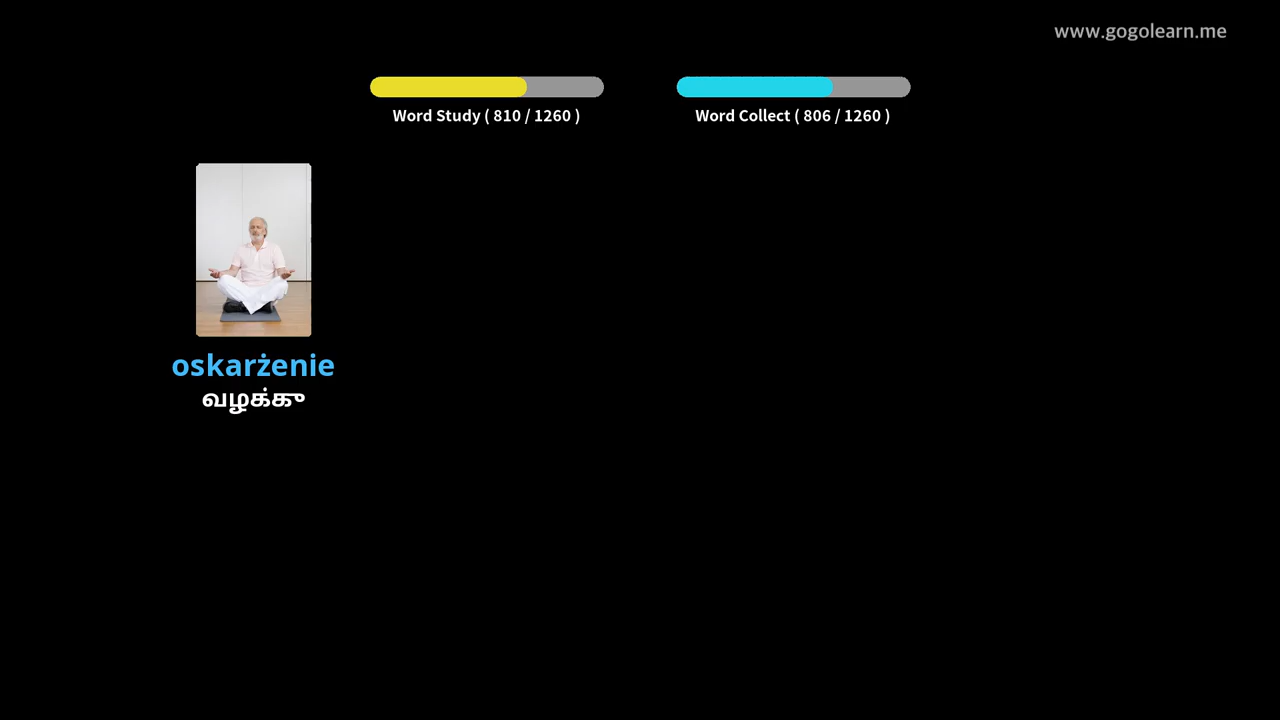 www.gogolearn.me
Word Study ( 810 / 1260 )
Word Collect ( 806 / 1260 )
oskarżenie
வழக்கு